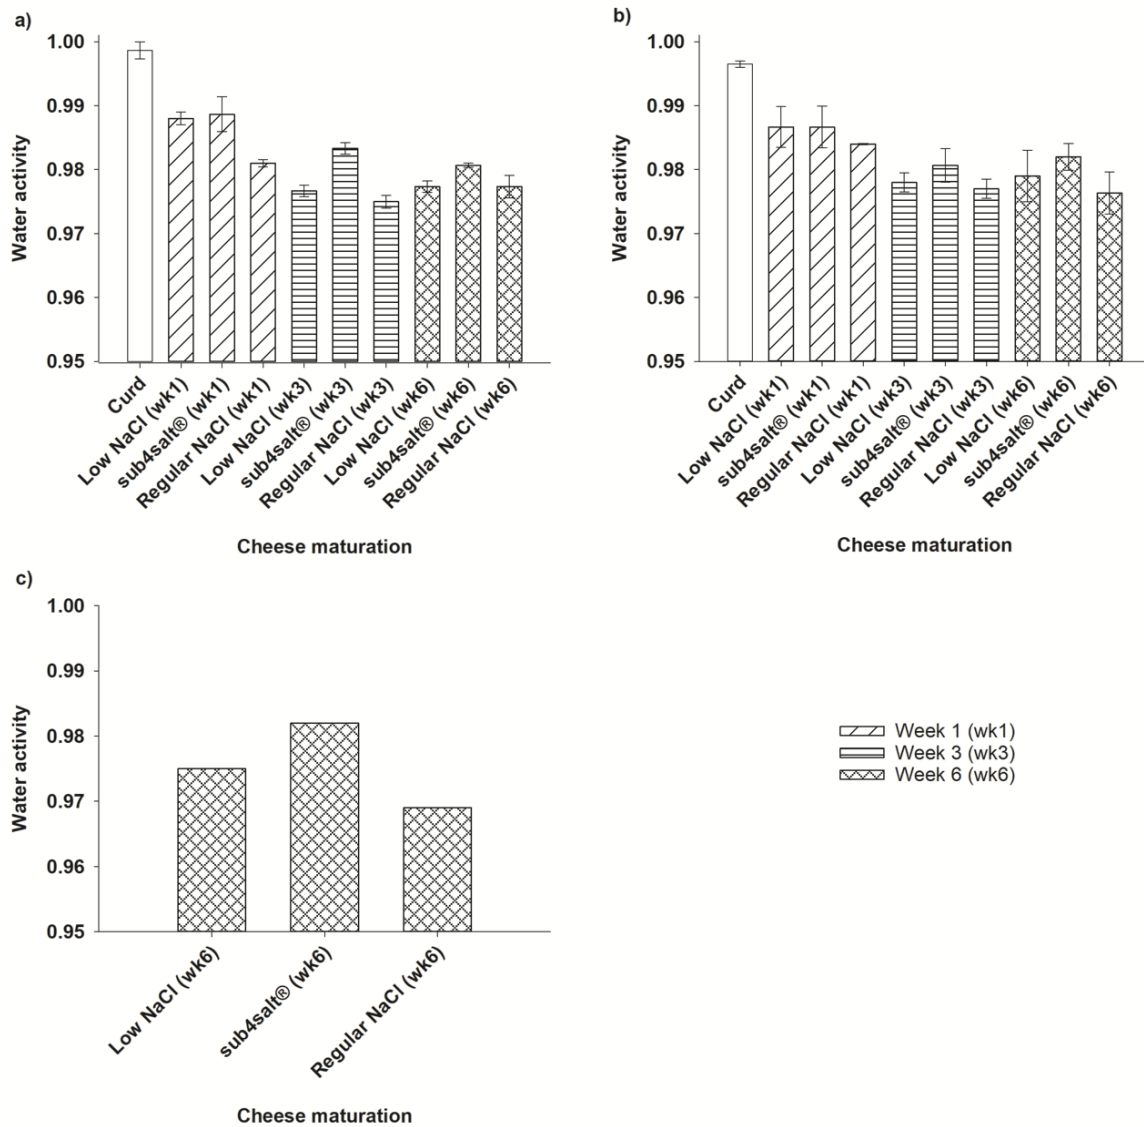 a)
1.00
0.99
0.98
0.97
0.96
0.95
Water activity
Curd
Low NaCl (wk1)
sub4salt® (wk1)
Regular NaCl (wk1)
Low NaCl (wk3)
sub4salt® (wk3)
Regular NaCl (wk3)
Low NaCl (wk6)
sub4salt® (wk6)
Regular NaCl (wk6)
Cheese maturation
b)
1.00
0.99
0.98
0.97
0.96
0.95
Water activity
Curd
Low NaCl (wk1)
sub4salt® (wk1)
Regular NaCl (wk1)
Low NaCl (wk3)
sub4salt® (wk3)
Regular NaCl (wk3)
Low NaCl (wk6)
sub4salt® (wk6)
Regular NaCl (wk6)
Cheese maturation
c)
1.00
0.99
0.98
0.97
0.96
0.95
Water activity
Low NaCl (wk6)
sub4salt® (wk6)
Regular NaCl (wk6)
Cheese maturation
Week 1 (wk1)
Week 3 (wk3)
Week 6 (wk6)